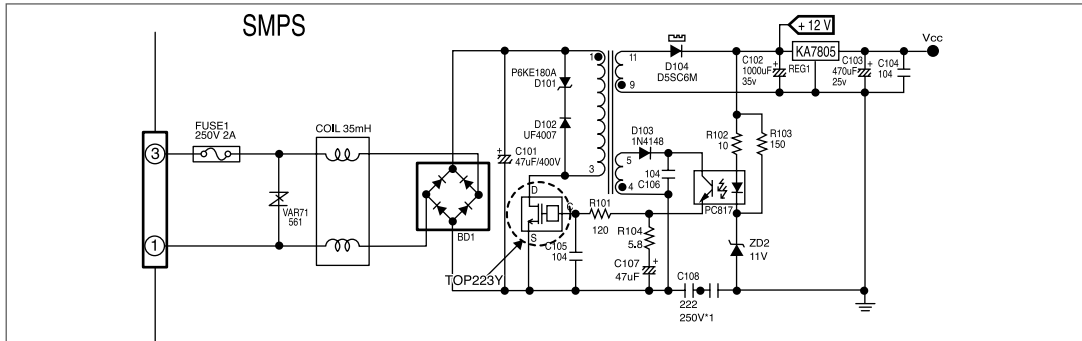 SMPS
+ 12 V
KA7805
REG1
Vcc
D104
D5SC6M
C102
1000uF
35v
C103
470uF
25v
C104
104
1
11
9
P6KE180A
D101
D102
UF4007
3
FUSE1
250V 2A
COIL 35mH
3
1
VAR71
561
BD1
C101
47uF/400V
D103
1N4148
5
4
104
C106
R102
10
R103
150
PC817
D
S
C
R101
120
R104
5.8
C105
104
C107
47uF
ZD2
11V
TOP223Y
C108
222
250V*1
+
+
+
+